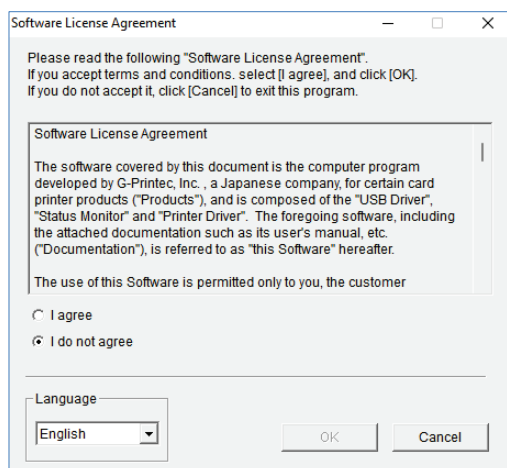 Software License Agreement
Please read the following "Software License Agreement".
If you accept terms and conditions. select [I agree], and click [OK].
If you do not accept it, click [Cancel] to exit this program.
Software License Agreement
The software covered by this document is the computer program
developed by G-Printec, Inc. , a Japanese company, for certain card
printer products ("Products"), and is composed of the "USB Driver",
"Status Monitor" and "Printer Driver".  The foregoing software, including
the attached documentation such as its user's manual, etc.
("Documentation"), is referred to as "this Software" hereafter.
The use of this Software is permitted only to you, the customer
I agree
I do not agree
Language
English
OK
Cancel